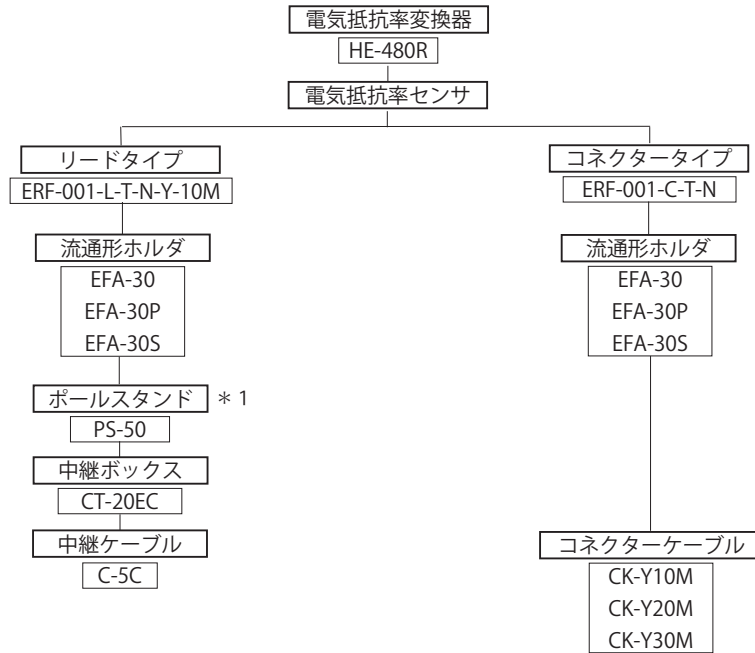 電気抵抗率変換器
HE-480R
電気抵抗率センサ
リードタイプ
ERF-001-L-T-N-Y-10M
流通形ホルダ
EFA-30
EFA-30P
EFA-30S
ポールスタンド ＊1
PS-50
中継ボックス
CT-20EC
中継ケーブル
C-5C
コネクタータイプ
ERF-001-C-T-N
流通形ホルダ
EFA-30
EFA-30P
EFA-30S
コネクターケーブル
CK-Y10M
CK-Y20M
CK-Y30M